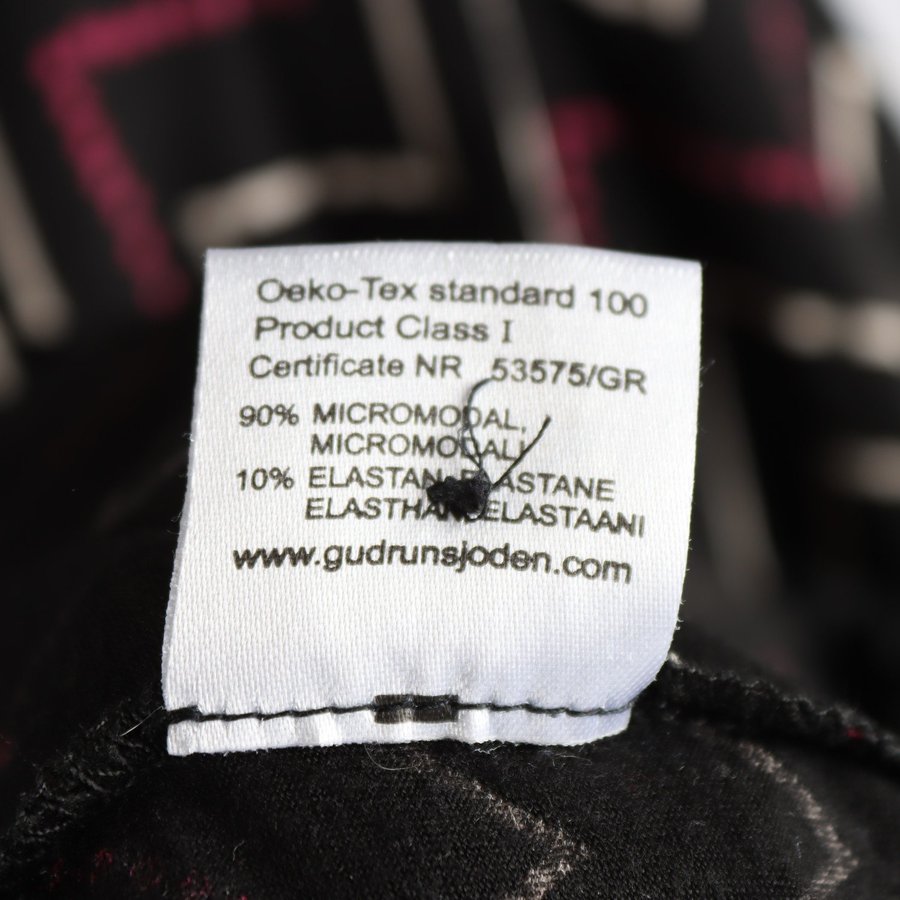 Oeko-Tex standard 100
Product Class I
Certificate NR 53575/GR
90% MICROMODAL,
MICROMODALI
10% ELASTAN, ELASTANE
ELASTHAN, ELASTAANI
www.gudrunsjoden.com